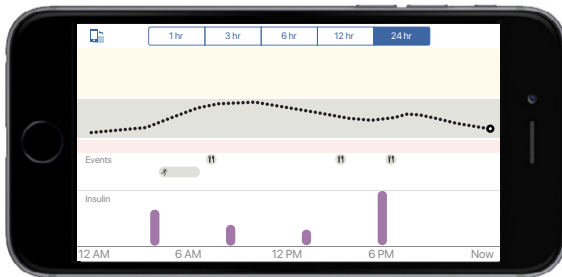 1 hr 3 hr 6 hr 12 hr 24 hr
Events
Insulin
12 AM 6 AM 12 PM 6 PM Now